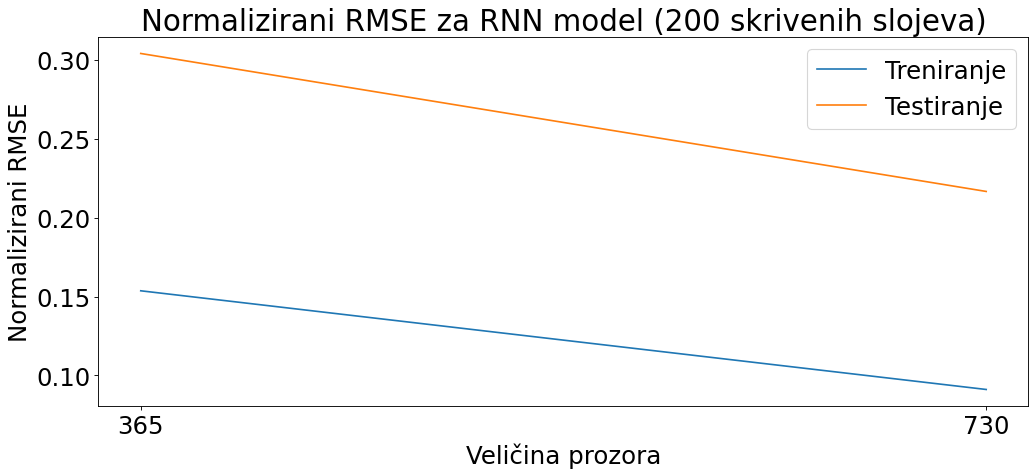 Normalizirani RMSE za RNN model (200 skrivenih slojeva)
Treniranje
Testiranje
Normalizirani RMSE
0.30
0.25
0.20
0.15
0.10
365
730
Veličina prozora